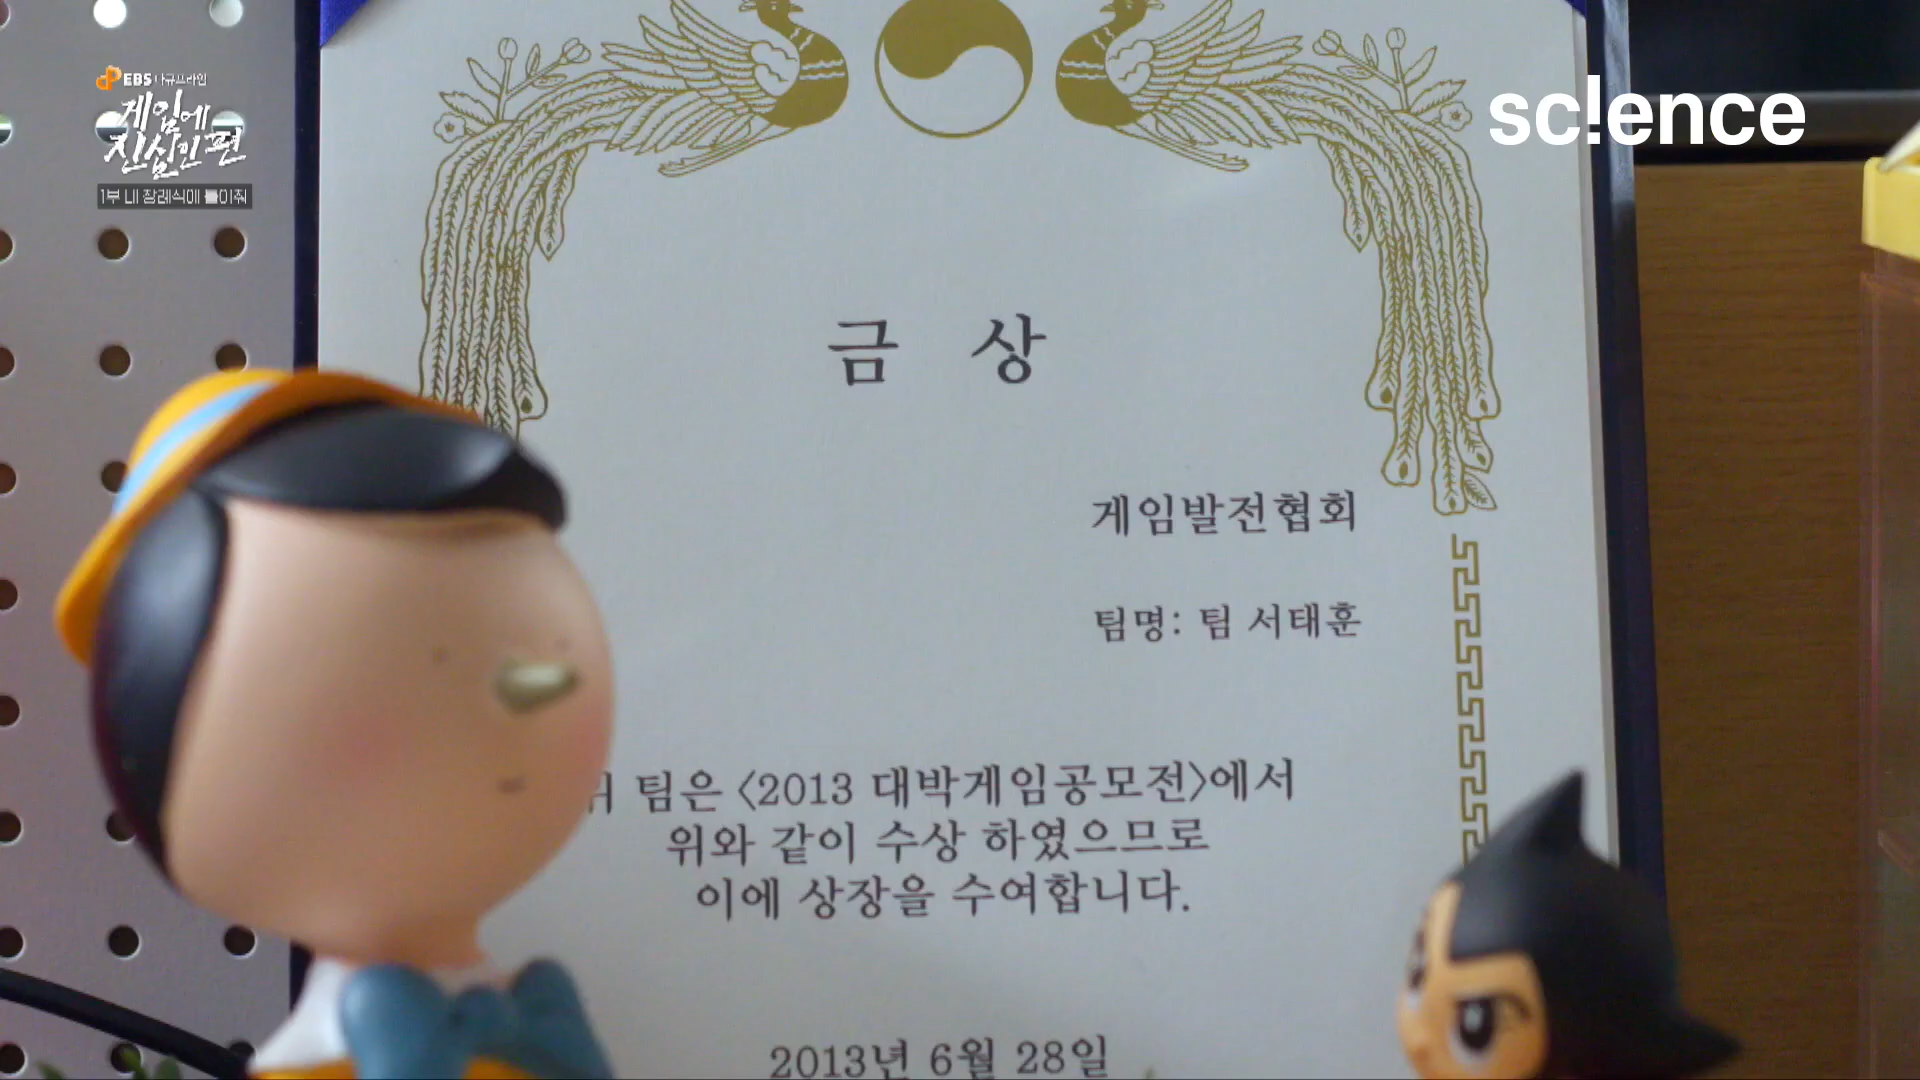 EBS 다큐프라임
게임에
진심인 편
1부 내 장례식에 틀어줘
sc!ence
금 상
게임발전협회
팀명: 팀 서태훈
팀은 〈2013 대박게임공모전〉에서
위와 같이 수상 하였으므로
이에 상장을 수여합니다.
2013년 6월 28일